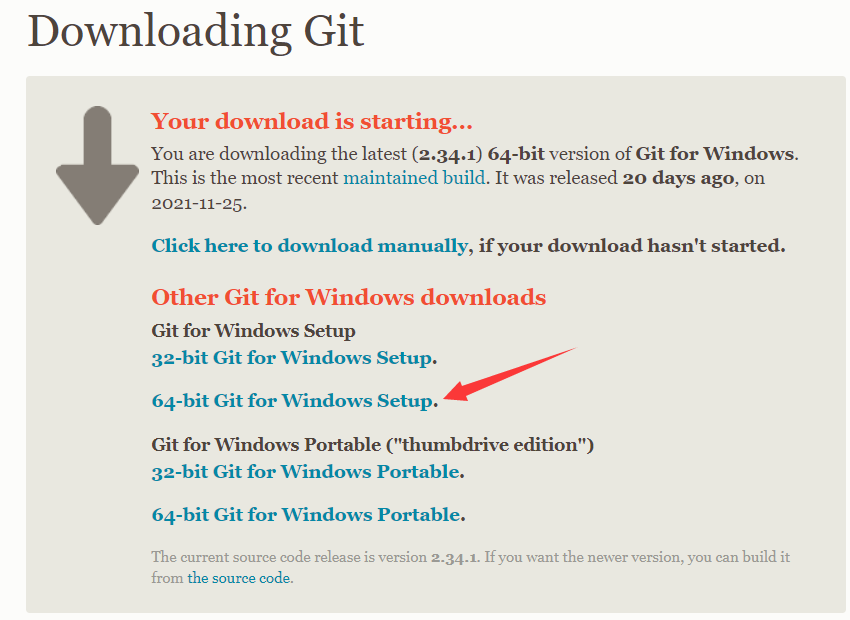 Downloading Git
Your download is starting...
You are downloading the latest (2.34.1) 64-bit version of Git for Windows.
This is the most recent maintained build. It was released 20 days ago, on
2021-11-25.
Click here to download manually, if your download hasn't started.
Other Git for Windows downloads
Git for Windows Setup
32-bit Git for Windows Setup.
64-bit Git for Windows Setup.
Git for Windows Portable ("thumbdrive edition")
32-bit Git for Windows Portable.
64-bit Git for Windows Portable.
The current source code release is version 2.34.1. If you want the newer version, you can build it
from the source code.